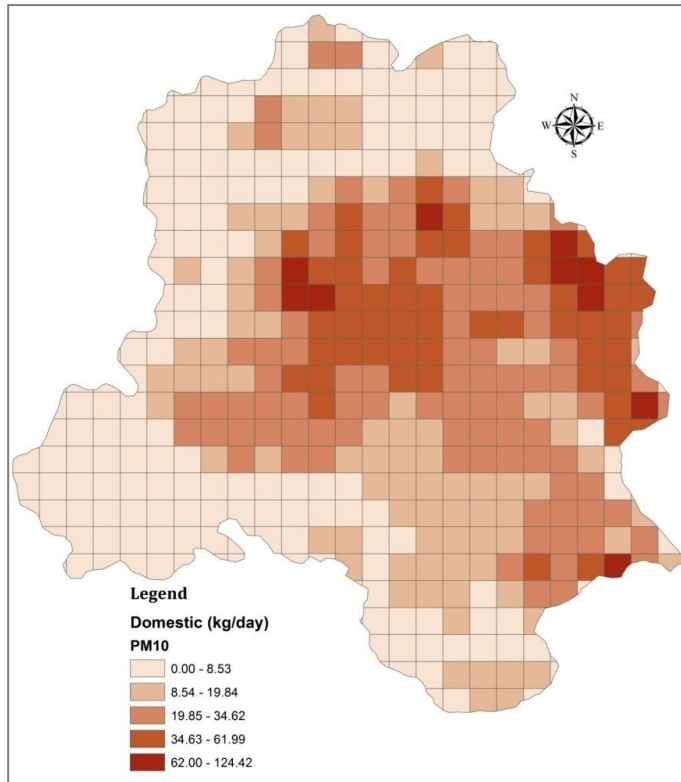 N
W E
S
Legend
Domestic (kg/day)
PM10
0.00 - 8.53
8.54 - 19.84
19.85 - 34.62
34.63 - 61.99
62.00 - 124.42